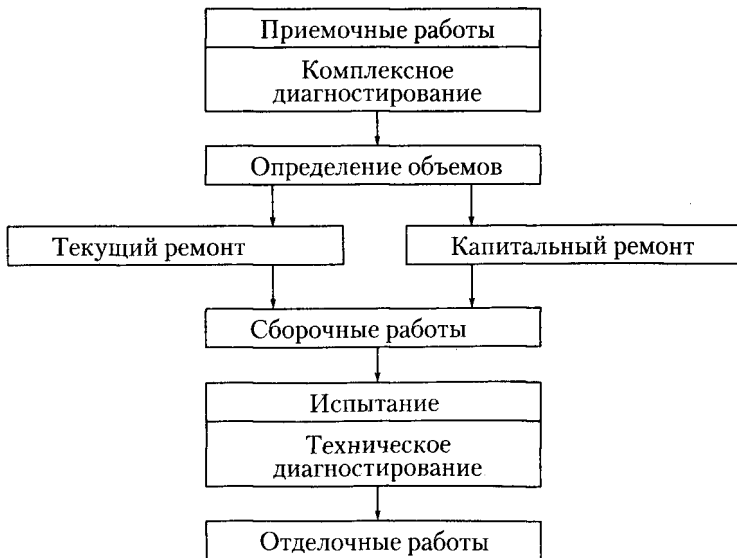 Приемочные работы
Комплексное
диагностирование
Определение объемов
Текущий ремонт
Капитальный ремонт
Сборочные работы
Испытание
Техническое
диагностирование
Отделочные работы